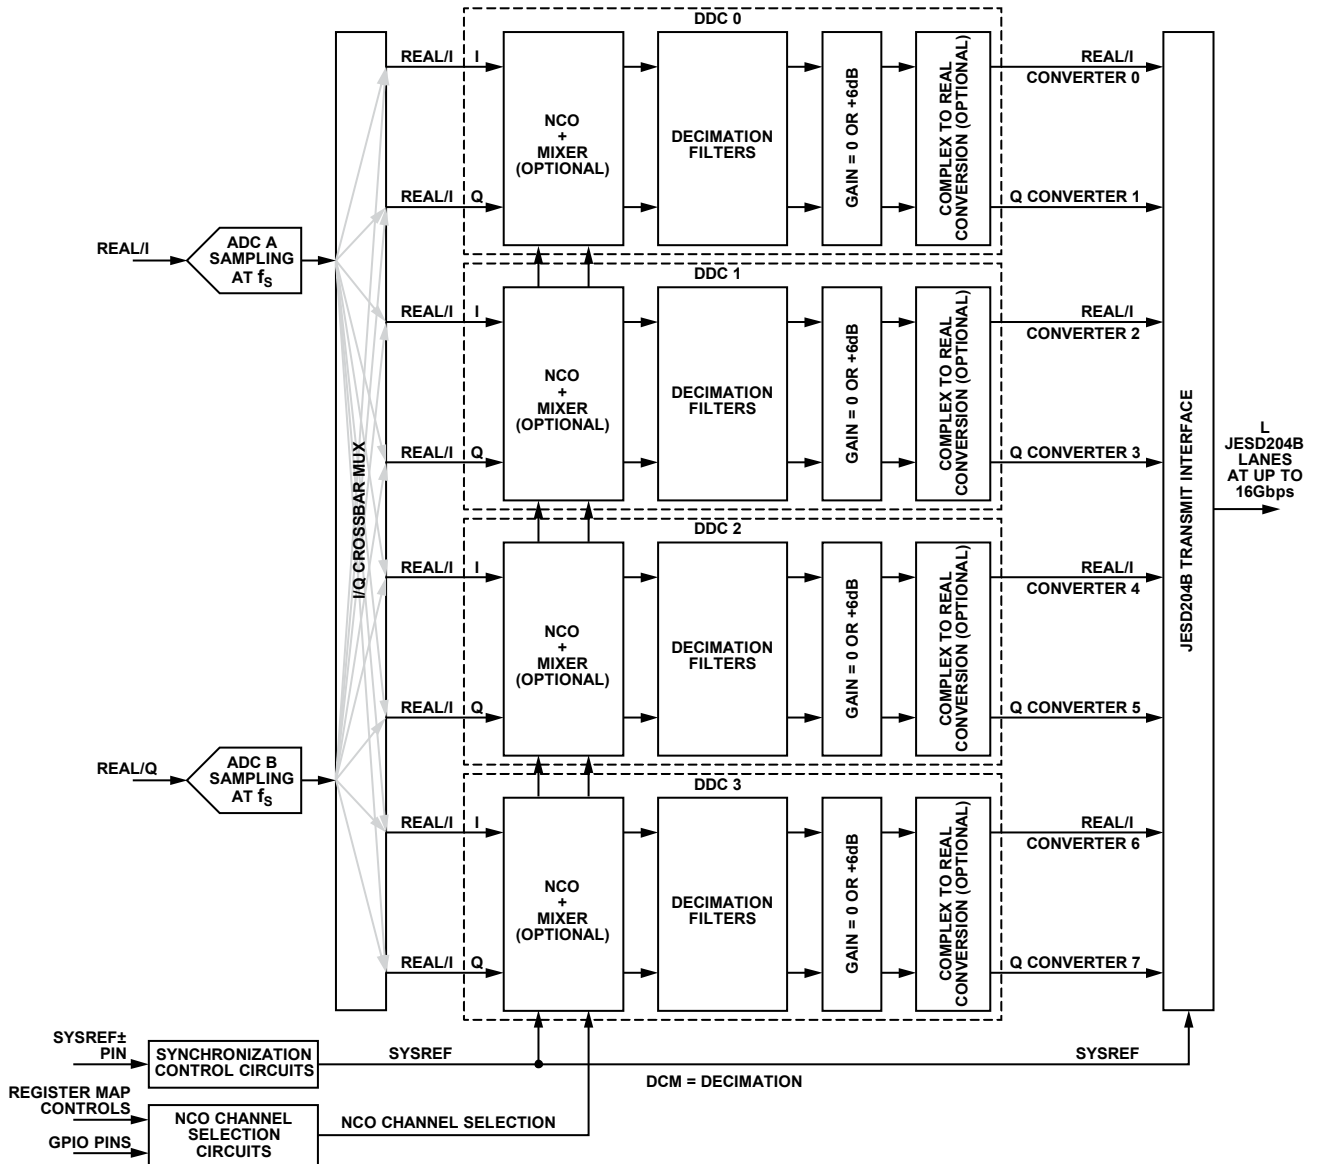 DDC 0
REAL/I
I
REAL/I
Q
NCO
+
MIXER
(OPTIONAL)
DECIMATION
FILTERS
GAIN = 0 OR +6dB
COMPLEX TO REAL
CONVERSION (OPTIONAL)
REAL/I
CONVERTER 0
Q CONVERTER 1
REAL/I
ADC A
SAMPLING
AT fS
DDC 1
REAL/I
I
REAL/I
Q
NCO
+
MIXER
(OPTIONAL)
DECIMATION
FILTERS
GAIN = 0 OR +6dB
COMPLEX TO REAL
CONVERSION (OPTIONAL)
REAL/I
CONVERTER 2
Q CONVERTER 3
I/Q CROSSBAR MUX
JESD204B TRANSMIT INTERFACE
L
JESD204B
LANES
AT UP TO
16Gbps
DDC 2
REAL/I
I
REAL/I
Q
NCO
+
MIXER
(OPTIONAL)
DECIMATION
FILTERS
GAIN = 0 OR +6dB
COMPLEX TO REAL
CONVERSION (OPTIONAL)
REAL/I
CONVERTER 4
Q CONVERTER 5
REAL/Q
ADC B
SAMPLING
AT fS
DDC 3
REAL/I
I
REAL/I
Q
NCO
+
MIXER
(OPTIONAL)
DECIMATION
FILTERS
GAIN = 0 OR +6dB
COMPLEX TO REAL
CONVERSION (OPTIONAL)
REAL/I
CONVERTER 6
Q CONVERTER 7
SYSREF±
PIN
SYNCHRONIZATION
CONTROL CIRCUITS
SYSREF
SYSREF
DCM = DECIMATION
REGISTER MAP
CONTROLS
GPIO PINS
NCO CHANNEL
SELECTION
CIRCUITS
NCO CHANNEL SELECTION